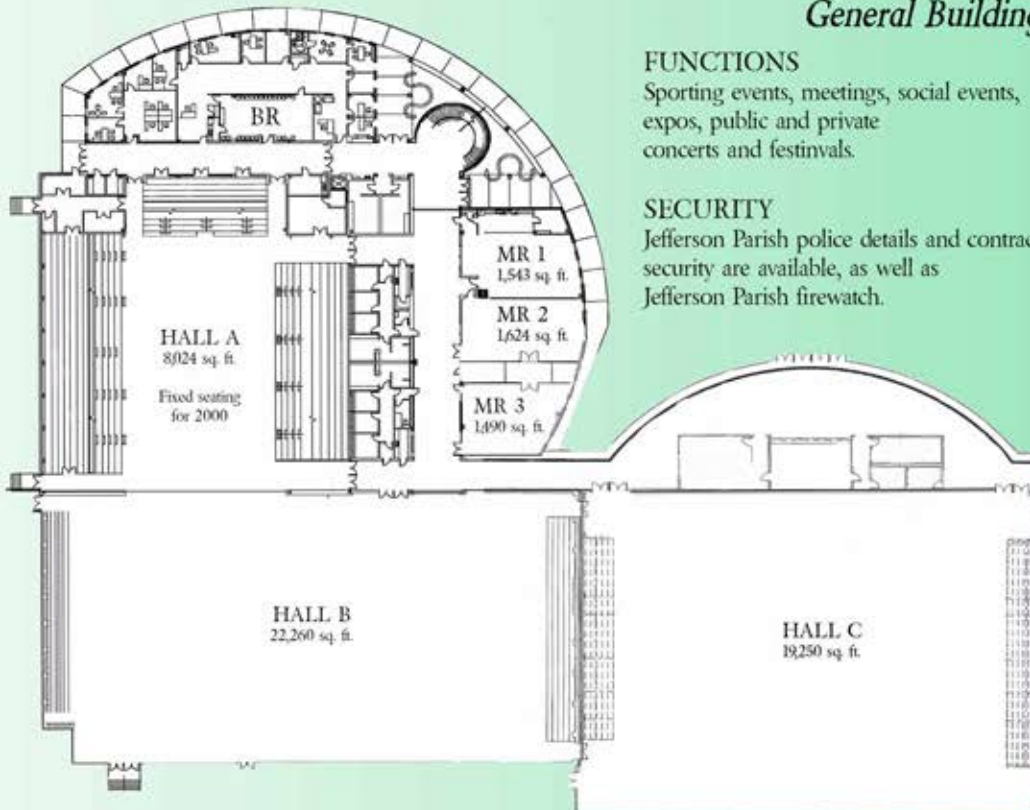 General Building
FUNCTIONS
Sporting events, meetings, social events,
expos, public and private
concerts and festinvals.
SECURITY
Jefferson Parish police details and contrac
security are available, as well as
Jefferson Parish firewatch.
BR
MR 1
1,543 sq. ft.
MR 2
1,624 sq. ft.
MR 3
1,490 sq. ft.
HALL A
8,024 sq. ft.
Fixed seating
for 2000
HALL B
22,260 sq. ft.
HALL C
19,250 sq. ft.